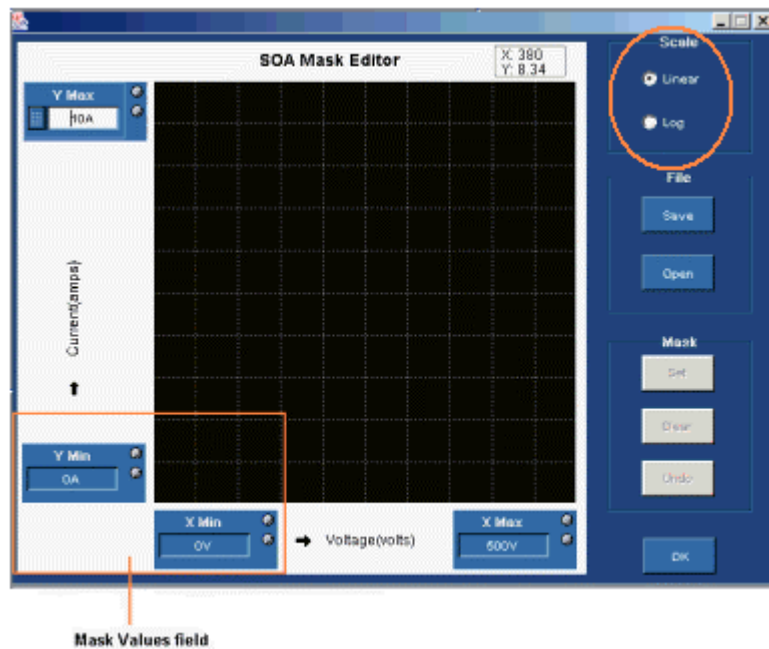 SOA Mask Editor
X: 380
Y: 8.34
Y Max
10A
Current(amps)
Y Min
0A
X Min
0V
Voltage(volts)
X Max
500V
Scale
Linear
Log
File
Save
Open
Mask
Set
Clear
Undo
OK
Mask Values field